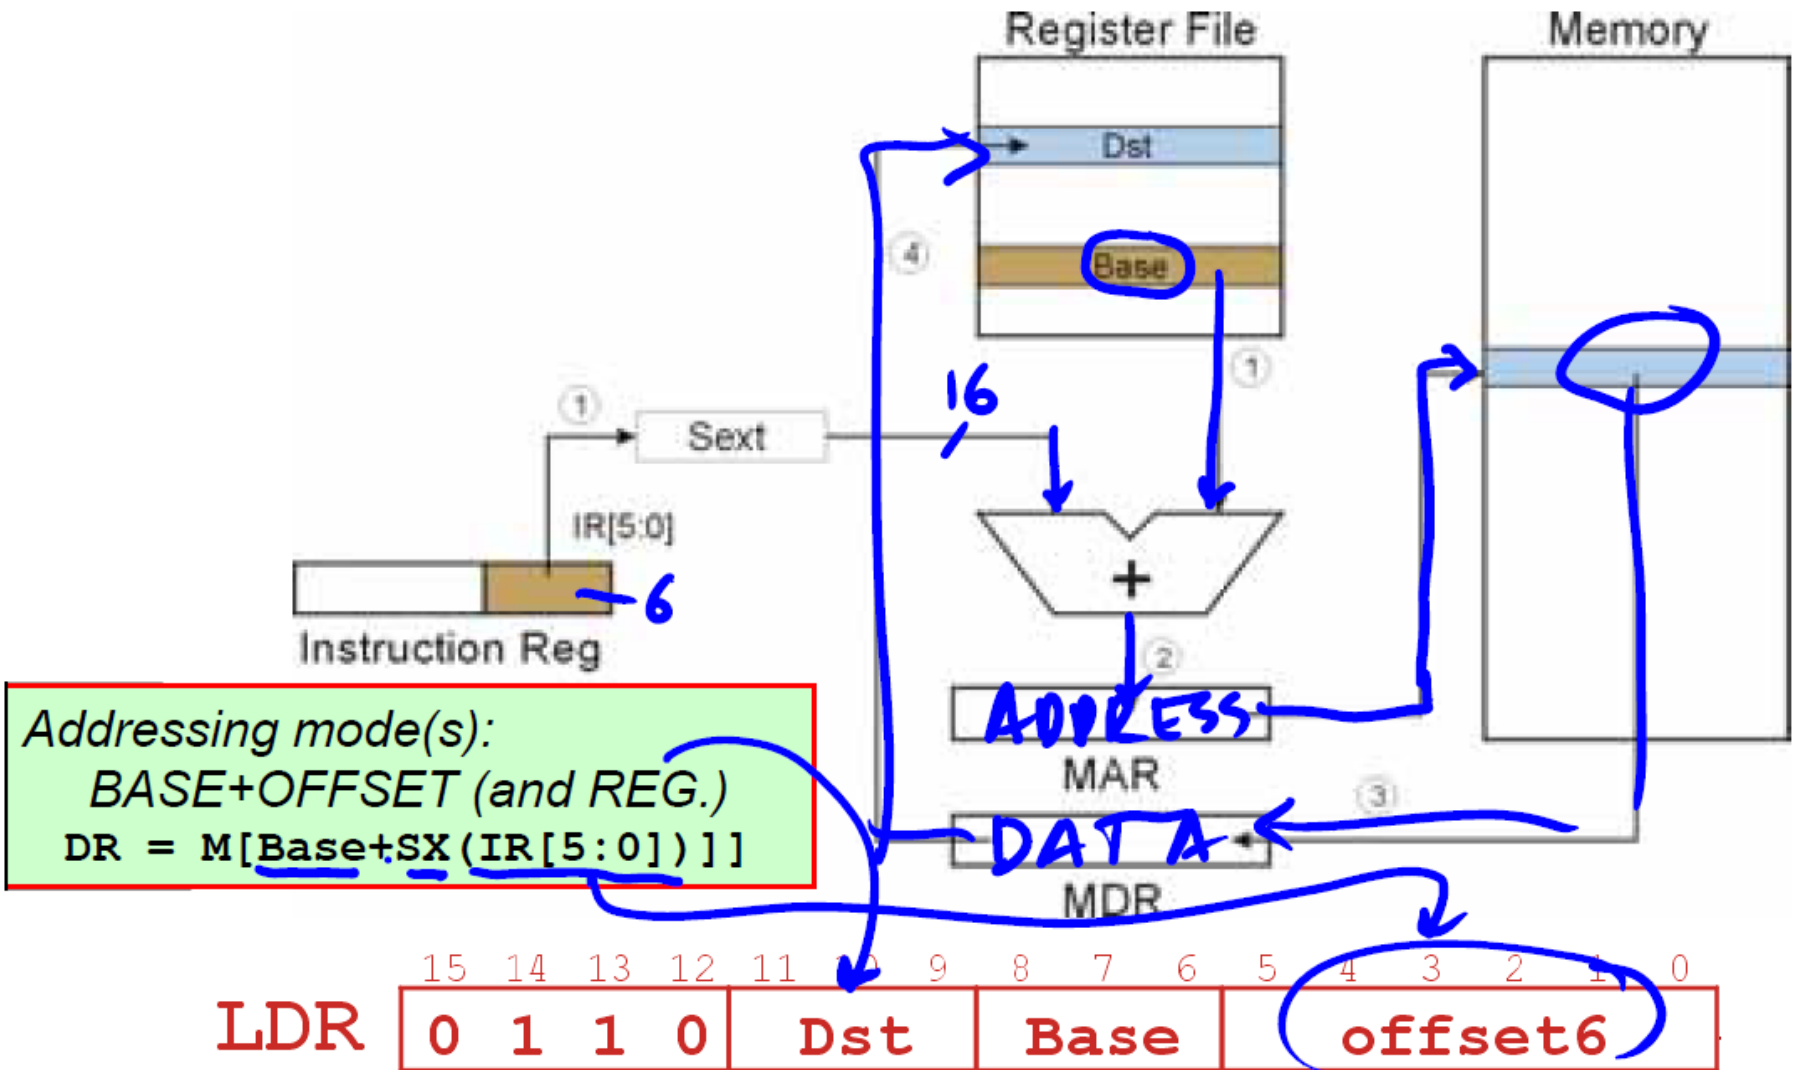 Register File
Memory
Dst
4
Base
1
16
1
Sext
IR[5:0]
+
6
Instruction Reg
2
ADDRESS
MAR
Addressing mode(s):
BASE+OFFSET (and REG.)
DR = M[Base+SX(IR[5:0])]]
3
DATA
MDR
15 14 13 12 11 10 9 8 7 6 5 4 3 2 1 0
LDR 0 1 1 0 Dst Base offset6